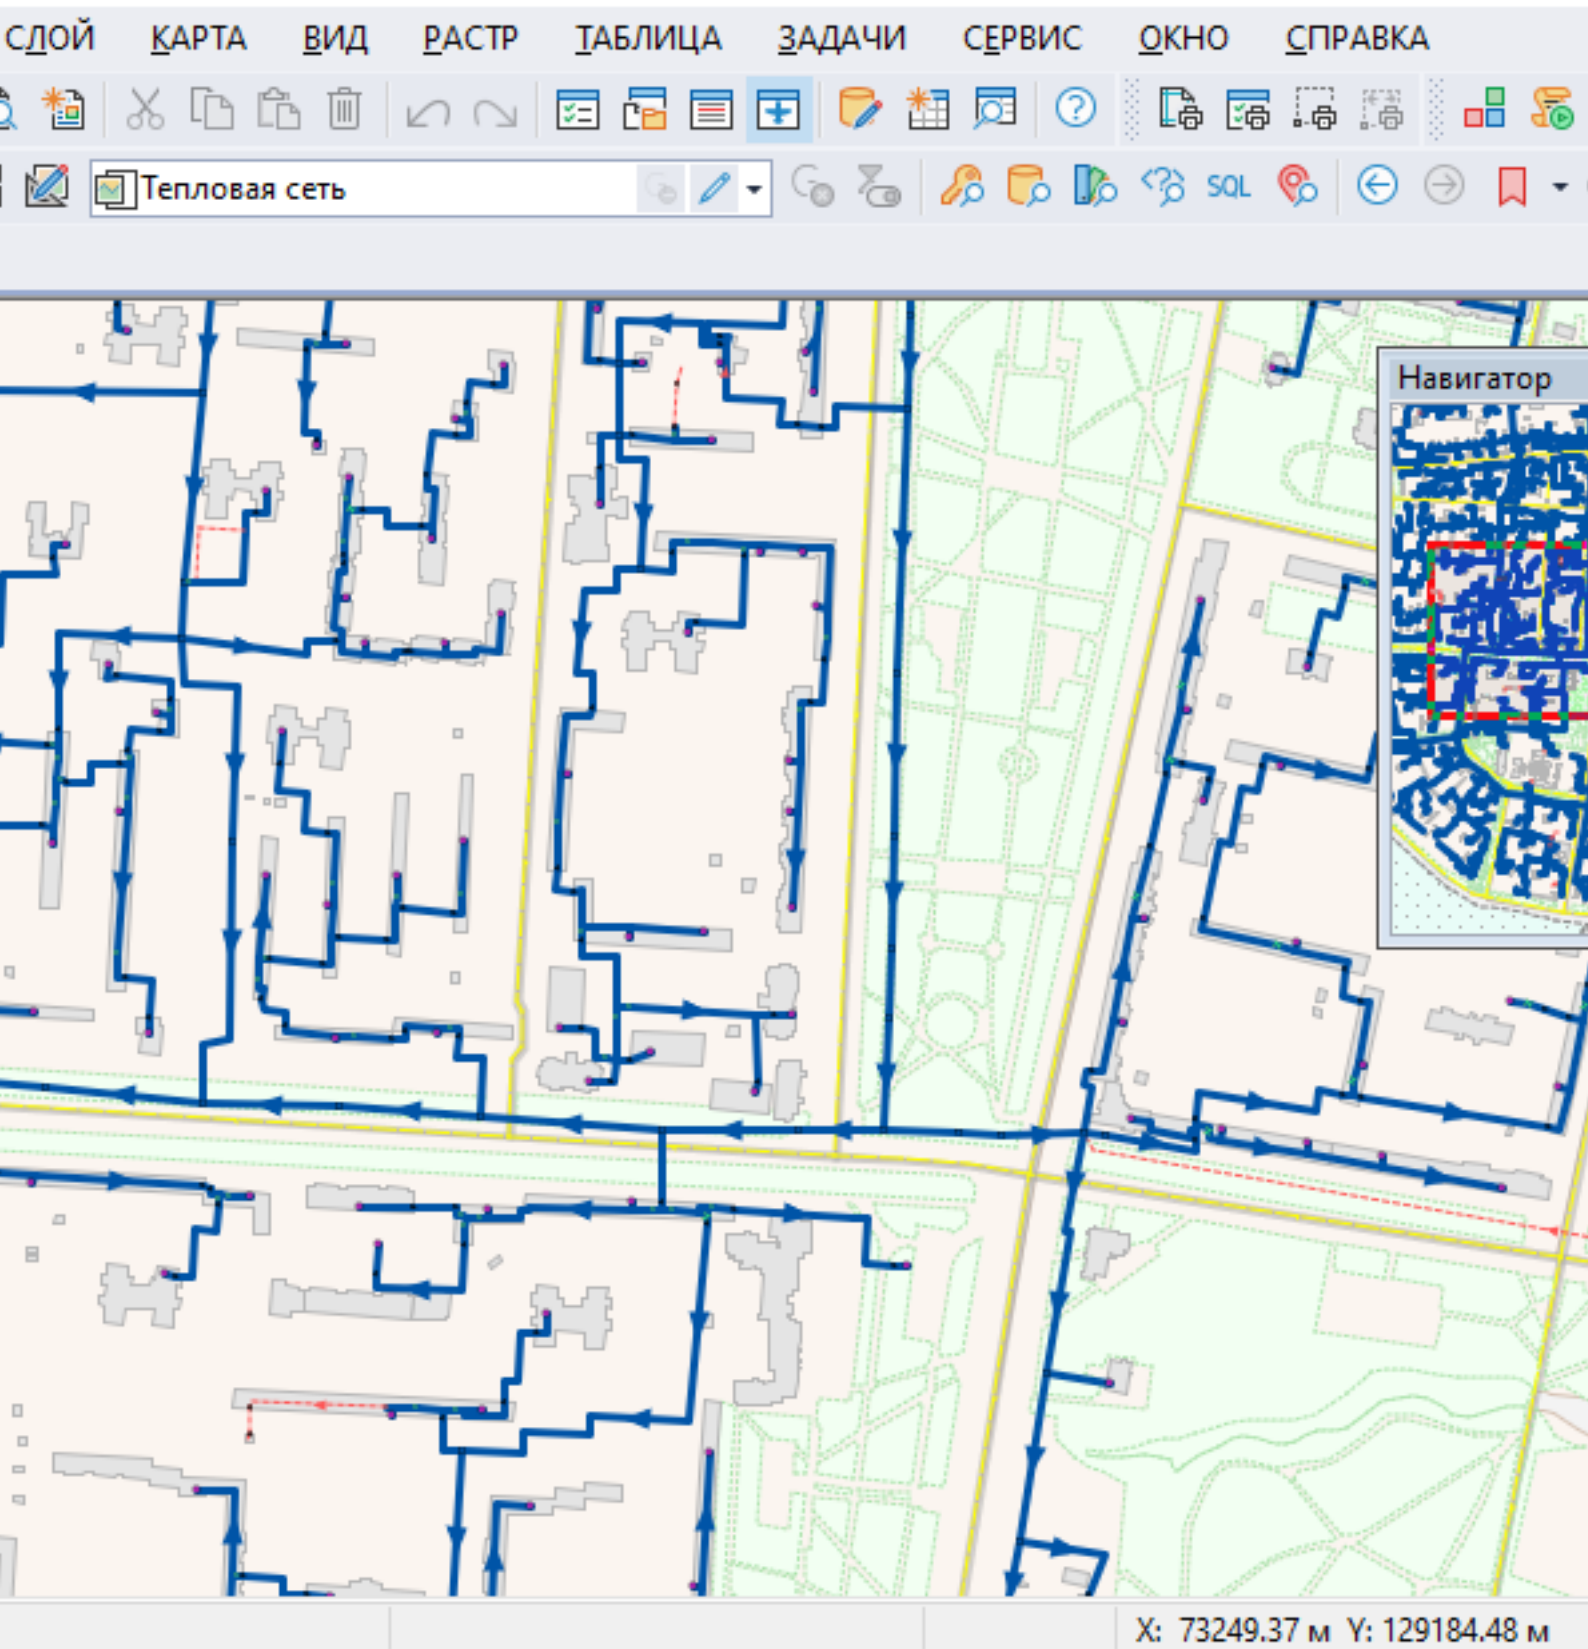 СЛОЙ КАРТА ВИД РАСТР ТАБЛИЦА ЗАДАЧИ СЕРВИС ОКНО СПРАВКА
Тепловая сеть SQL
Навигатор
X: 73249.37 м Y: 129184.48 м